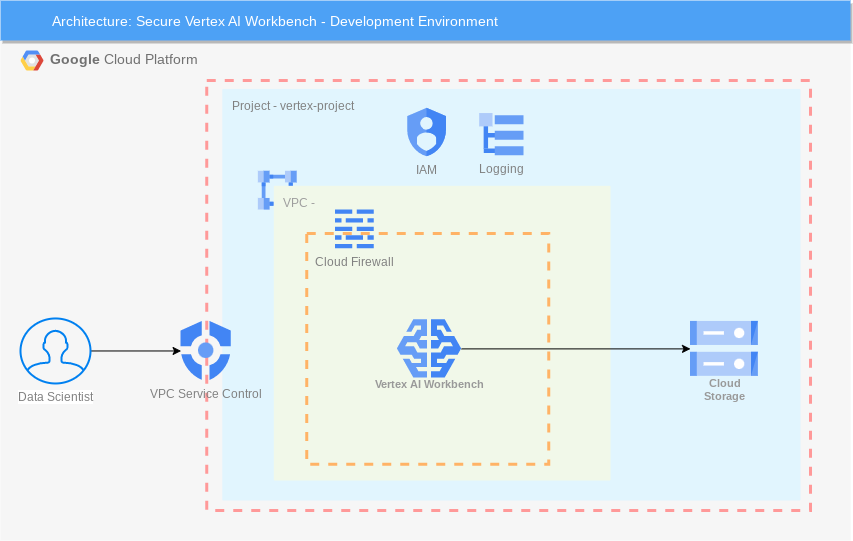 Architecture: Secure Vertex AI Workbench - Development Environment
Google Cloud Platform
Project - vertex-project
IAM
Logging
VPC -
Cloud Firewall
Data Scientist
VPC Service Control
Vertex AI Workbench
Cloud
Storage